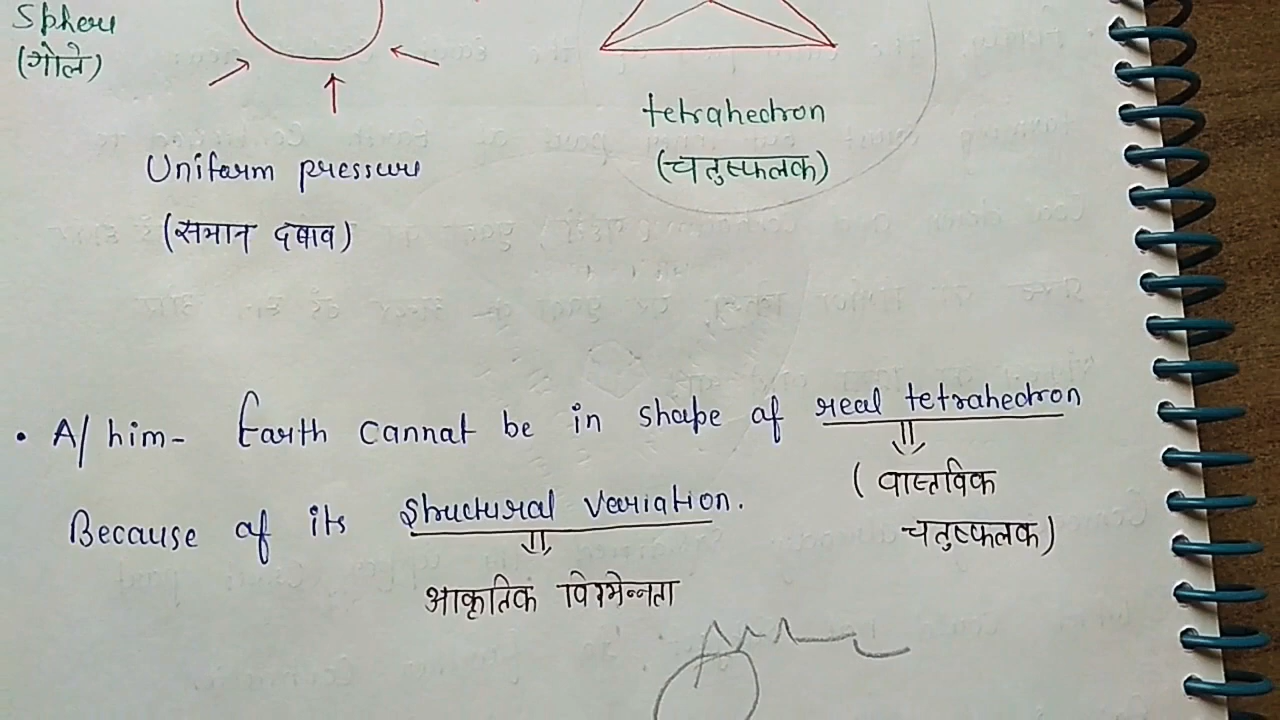 Sphere
(गोले)
tetrahedron
(चतुष्फलक)
Uniform pressure
(समान दबाव)
• A/ him- Earth cannot be in shape of real tetrahedron
(वास्तविक
चतुष्फलक)
Because of its structural variation.
आकृतिक विभिन्नता